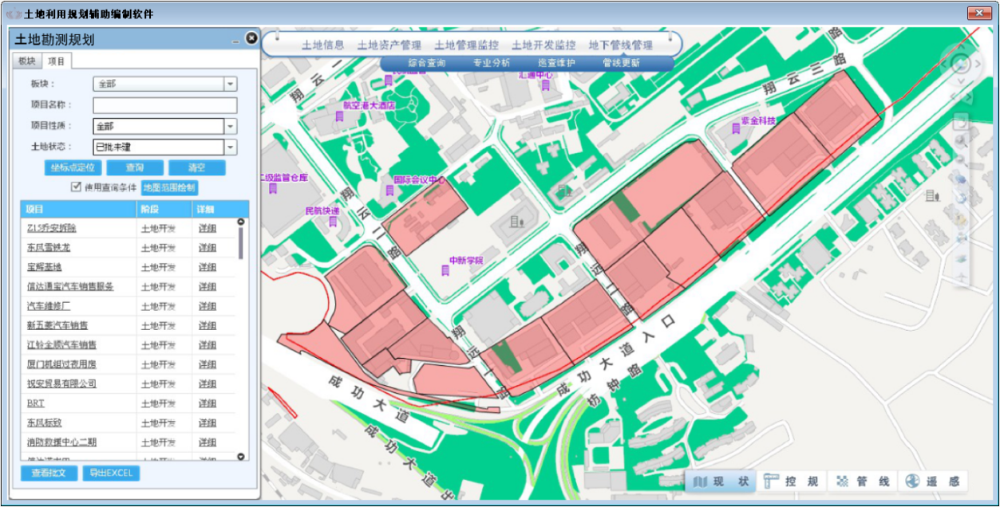 土地利用规划辅助编制软件
土地勘测规划
板块 项目
板块： 全部
项目名称：
项目性质： 全部
土地状态： 已批未建
坐标点定位 查询 清空
使用查询条件 地图范围绘制
项目 阶段 详细
Z15乔安拆除 土地开发 详细
东风雪铁龙 土地开发 详细
宝辉基地 土地开发 详细
信达通宝汽车销售服务 土地开发 详细
汽车维修厂 土地开发 详细
新五菱汽车销售 土地开发 详细
江铃全顺汽车销售 土地开发 详细
厦门机组过夜用房 土地开发 详细
锐安贸易有限公司 土地开发 详细
BRT 土地开发 详细
东风标致 土地开发 详细
消防救援中心二期 土地开发 详细
查看批文 导出EXCEL
土地信息 土地资产管理 土地管理监控 土地开发监控 地下管线管理
综合查询 专业分析 巡查维护 管线更新
汇通中心
航空港大酒店
紫金科技
二级监管仓库
国际会议中心
民航快递
中新学院
翔云一
翔云二路
翔云三路
翔远一路
翔远二路
成功大道
成功大道入口
枋钟路
成功大道出
现状 控规 管线 遥感